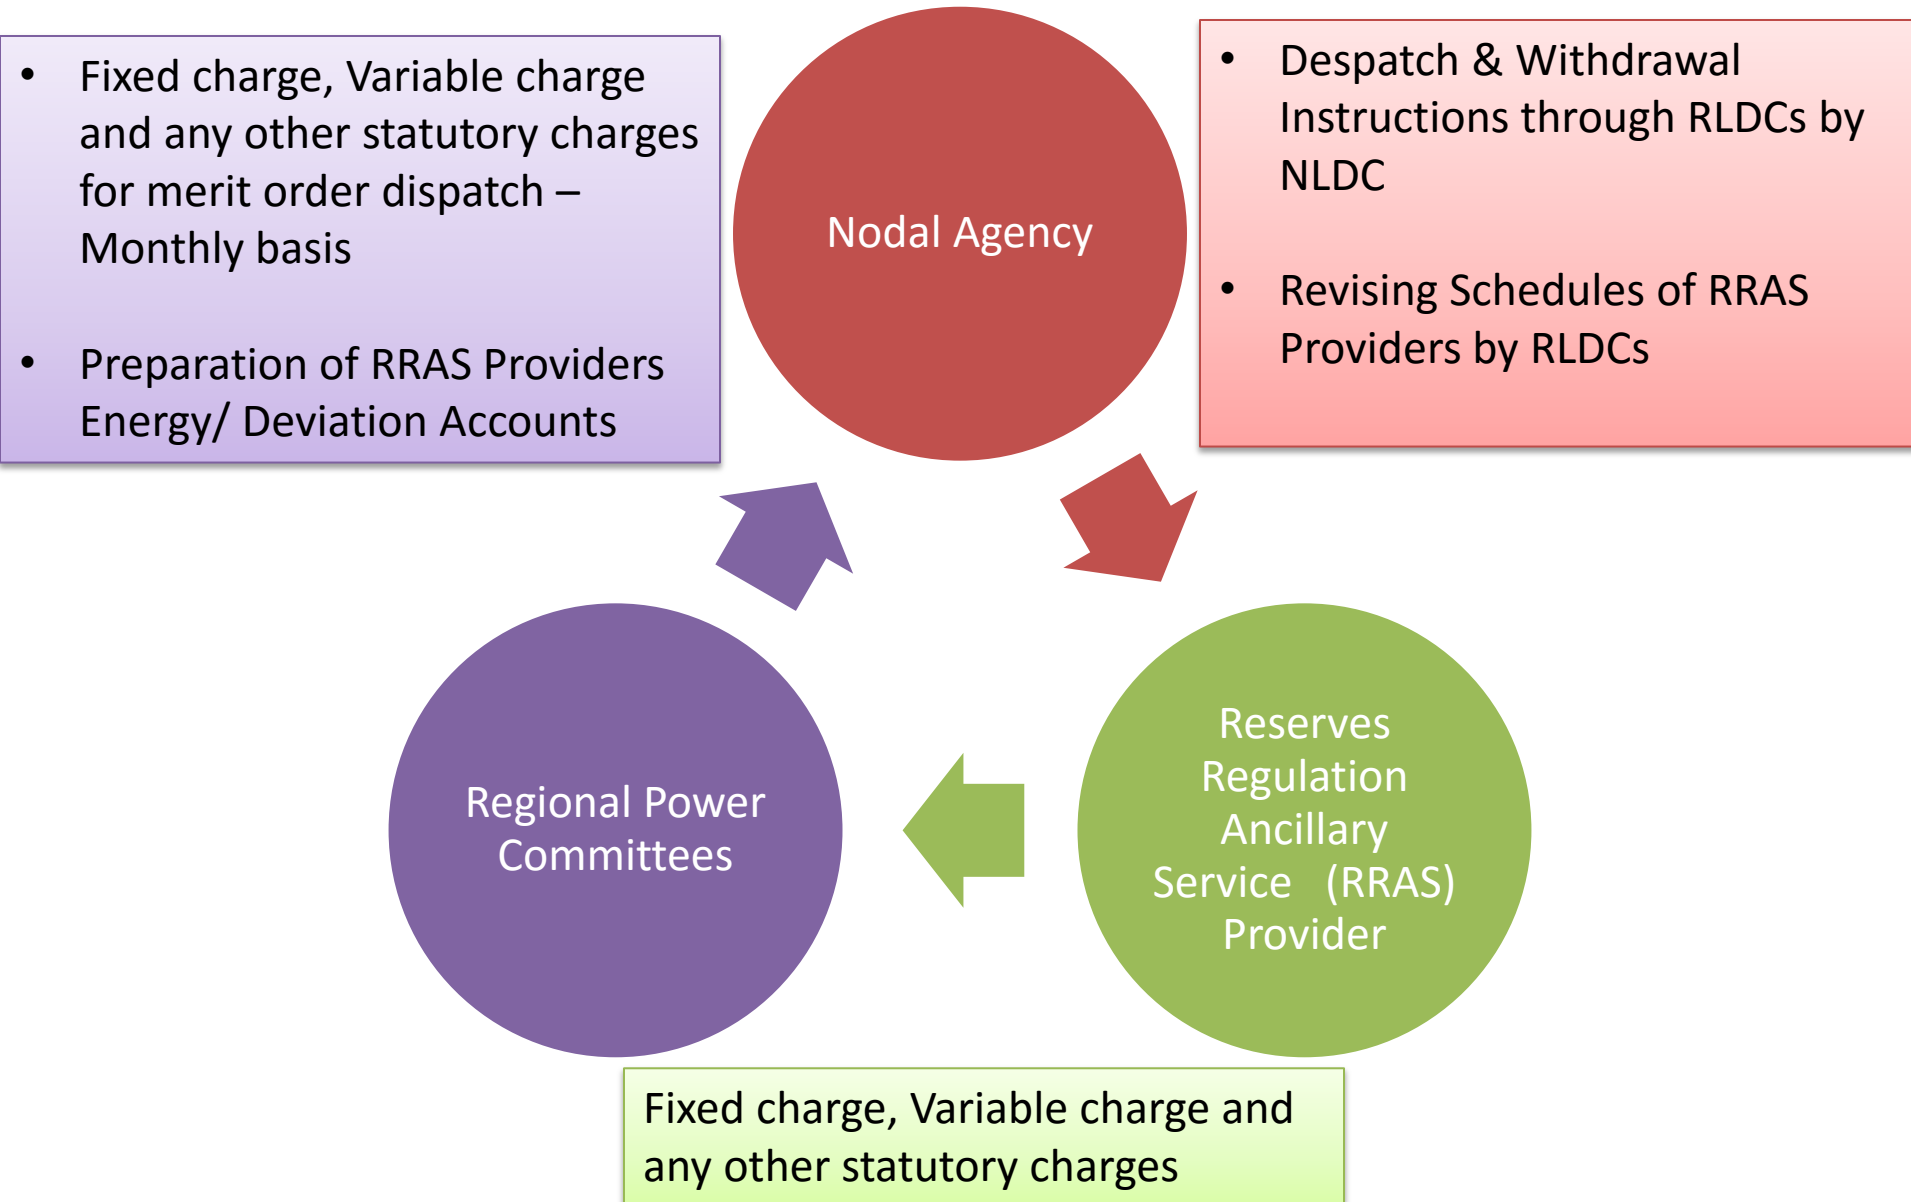 • Fixed charge, Variable charge
and any other statutory charges
for merit order dispatch –
Monthly basis
• Preparation of RRAS Providers
Energy/ Deviation Accounts
Nodal Agency
• Despatch & Withdrawal
Instructions through RLDCs by
NLDC
• Revising Schedules of RRAS
Providers by RLDCs
Regional Power
Committees
Reserves
Regulation
Ancillary
Service (RRAS)
Provider
Fixed charge, Variable charge and
any other statutory charges